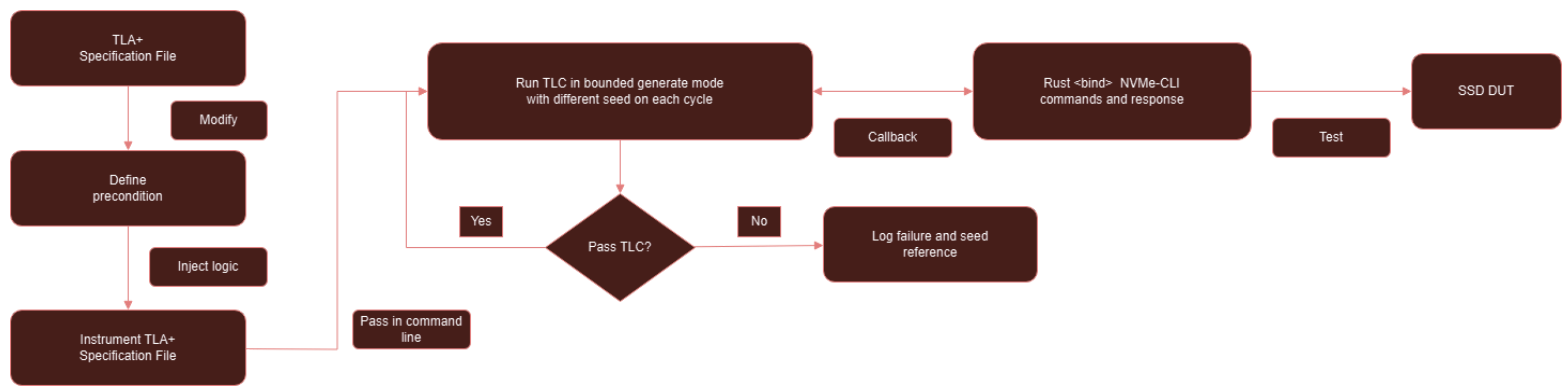 TLA+
Specification File
Modify
Define
precondition
Inject logic
Instrument TLA+
Specification File
Pass in command
line
Run TLC in bounded generate mode
with different seed on each cycle
Callback
Rust <bind>  NVMe-CLI
commands and response
Test
SSD DUT
Yes
Pass TLC?
No
Log failure and seed
reference